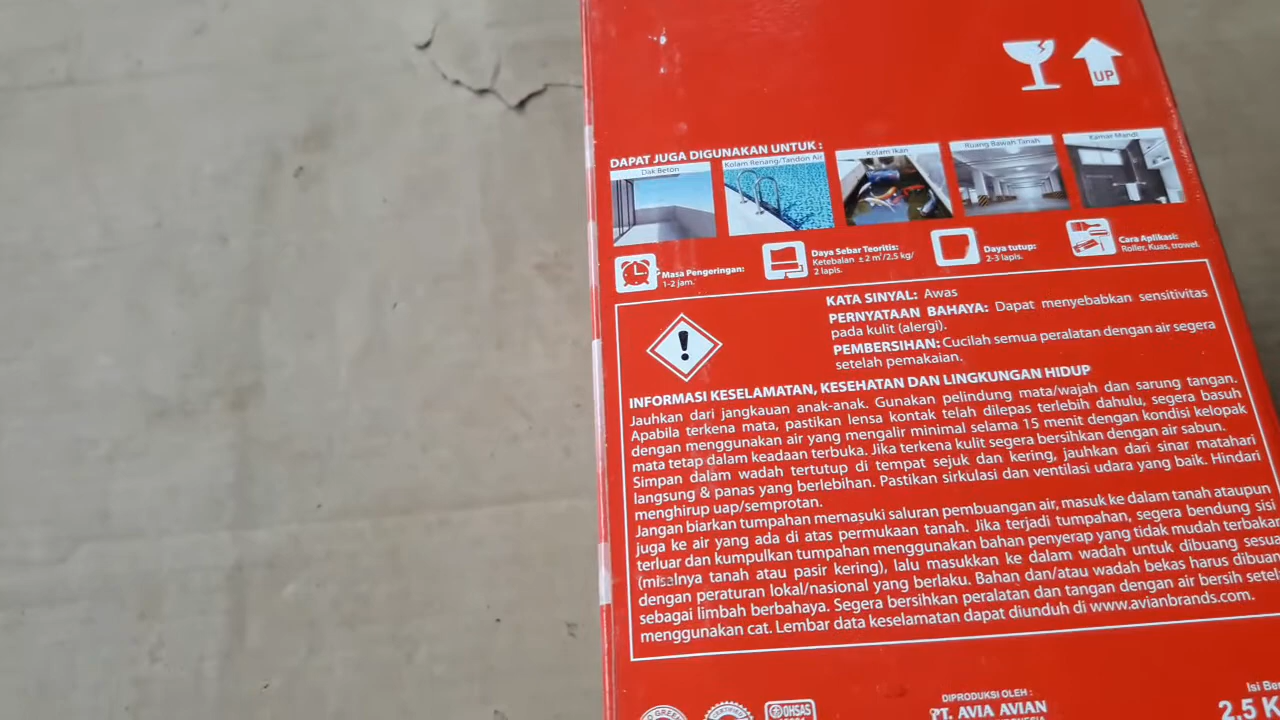 UP
DAPAT JUGA DIGUNAKAN UNTUK :
Dak Beton
Kolam Renang/Tandon Air
Kolam Ikan
Ruang Bawah Tanah
Kamar Mandi
Masa Pengeringan:
1-2 jam.
Daya Sebar Teoritis:
Ketebalan ±2 m²/2.5 kg/
2 lapis.
Daya tutup:
2-3 lapis.
Cara Aplikasi:
Roller, Kuas, trowel.
KATA SINYAL: Awas
PERNYATAAN BAHAYA: Dapat menyebabkan sensitivitas
pada kulit (alergi).
PEMBERSIHAN: Cucilah semua peralatan dengan air segera
setelah pemakaian.
INFORMASI KESELAMATAN, KESEHATAN DAN LINGKUNGAN HIDUP
Jauhkan dari jangkauan anak-anak. Gunakan pelindung mata/wajah dan sarung tangan.
Apabila terkena mata, pastikan lensa kontak telah dilepas terlebih dahulu, segera basuh
dengan menggunakan air yang mengalir minimal selama 15 menit dengan kondisi kelopak
mata tetap dalam keadaan terbuka. Jika terkena kulit segera bersihkan dengan air sabun.
Simpan dalam wadah tertutup di tempat sejuk dan kering, jauhkan dari sinar matahari
langsung & panas yang berlebihan. Pastikan sirkulasi dan ventilasi udara yang baik. Hindari
menghirup uap/semprotan.
Jangan biarkan tumpahan memasuki saluran pembuangan air, masuk ke dalam tanah ataupun
juga ke air yang ada di atas permukaan tanah. Jika terjadi tumpahan, segera bendung sisi
terluar dan kumpulkan tumpahan menggunakan bahan penyerap yang tidak mudah terbakar
(misalnya tanah atau pasir kering), lalu masukkan ke dalam wadah untuk dibuang sesua
dengan peraturan lokal/nasional yang berlaku. Bahan dan/atau wadah bekas harus dibuan
sebagai limbah berbahaya. Segera bersihkan peralatan dan tangan dengan air bersih setel
menggunakan cat. Lembar data keselamatan dapat diunduh di www.avianbrands.com.
OHSAS
DIPRODUKSI OLEH :
PT. AVIA AVIAN
Isi Ber
2.5 K